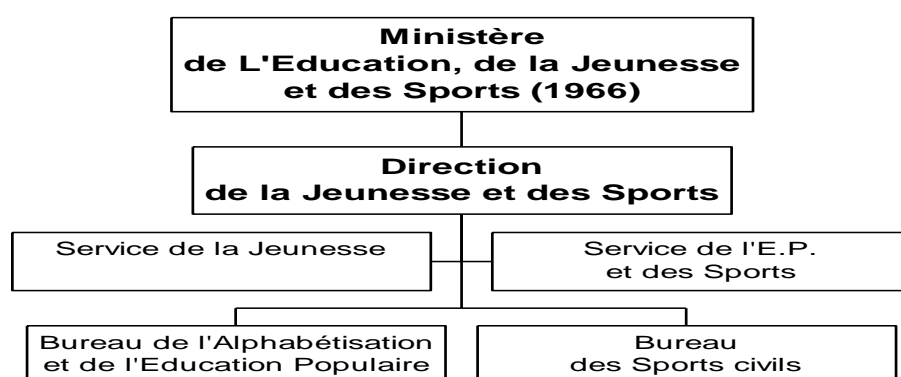 Ministère
de L'Education, de la Jeunesse
et des Sports (1966)
Direction
de la Jeunesse et des Sports
Service de la Jeunesse
Service de l'E.P.
et des Sports
Bureau de l'Alphabétisation
et de l'Education Populaire
Bureau
des Sports civils